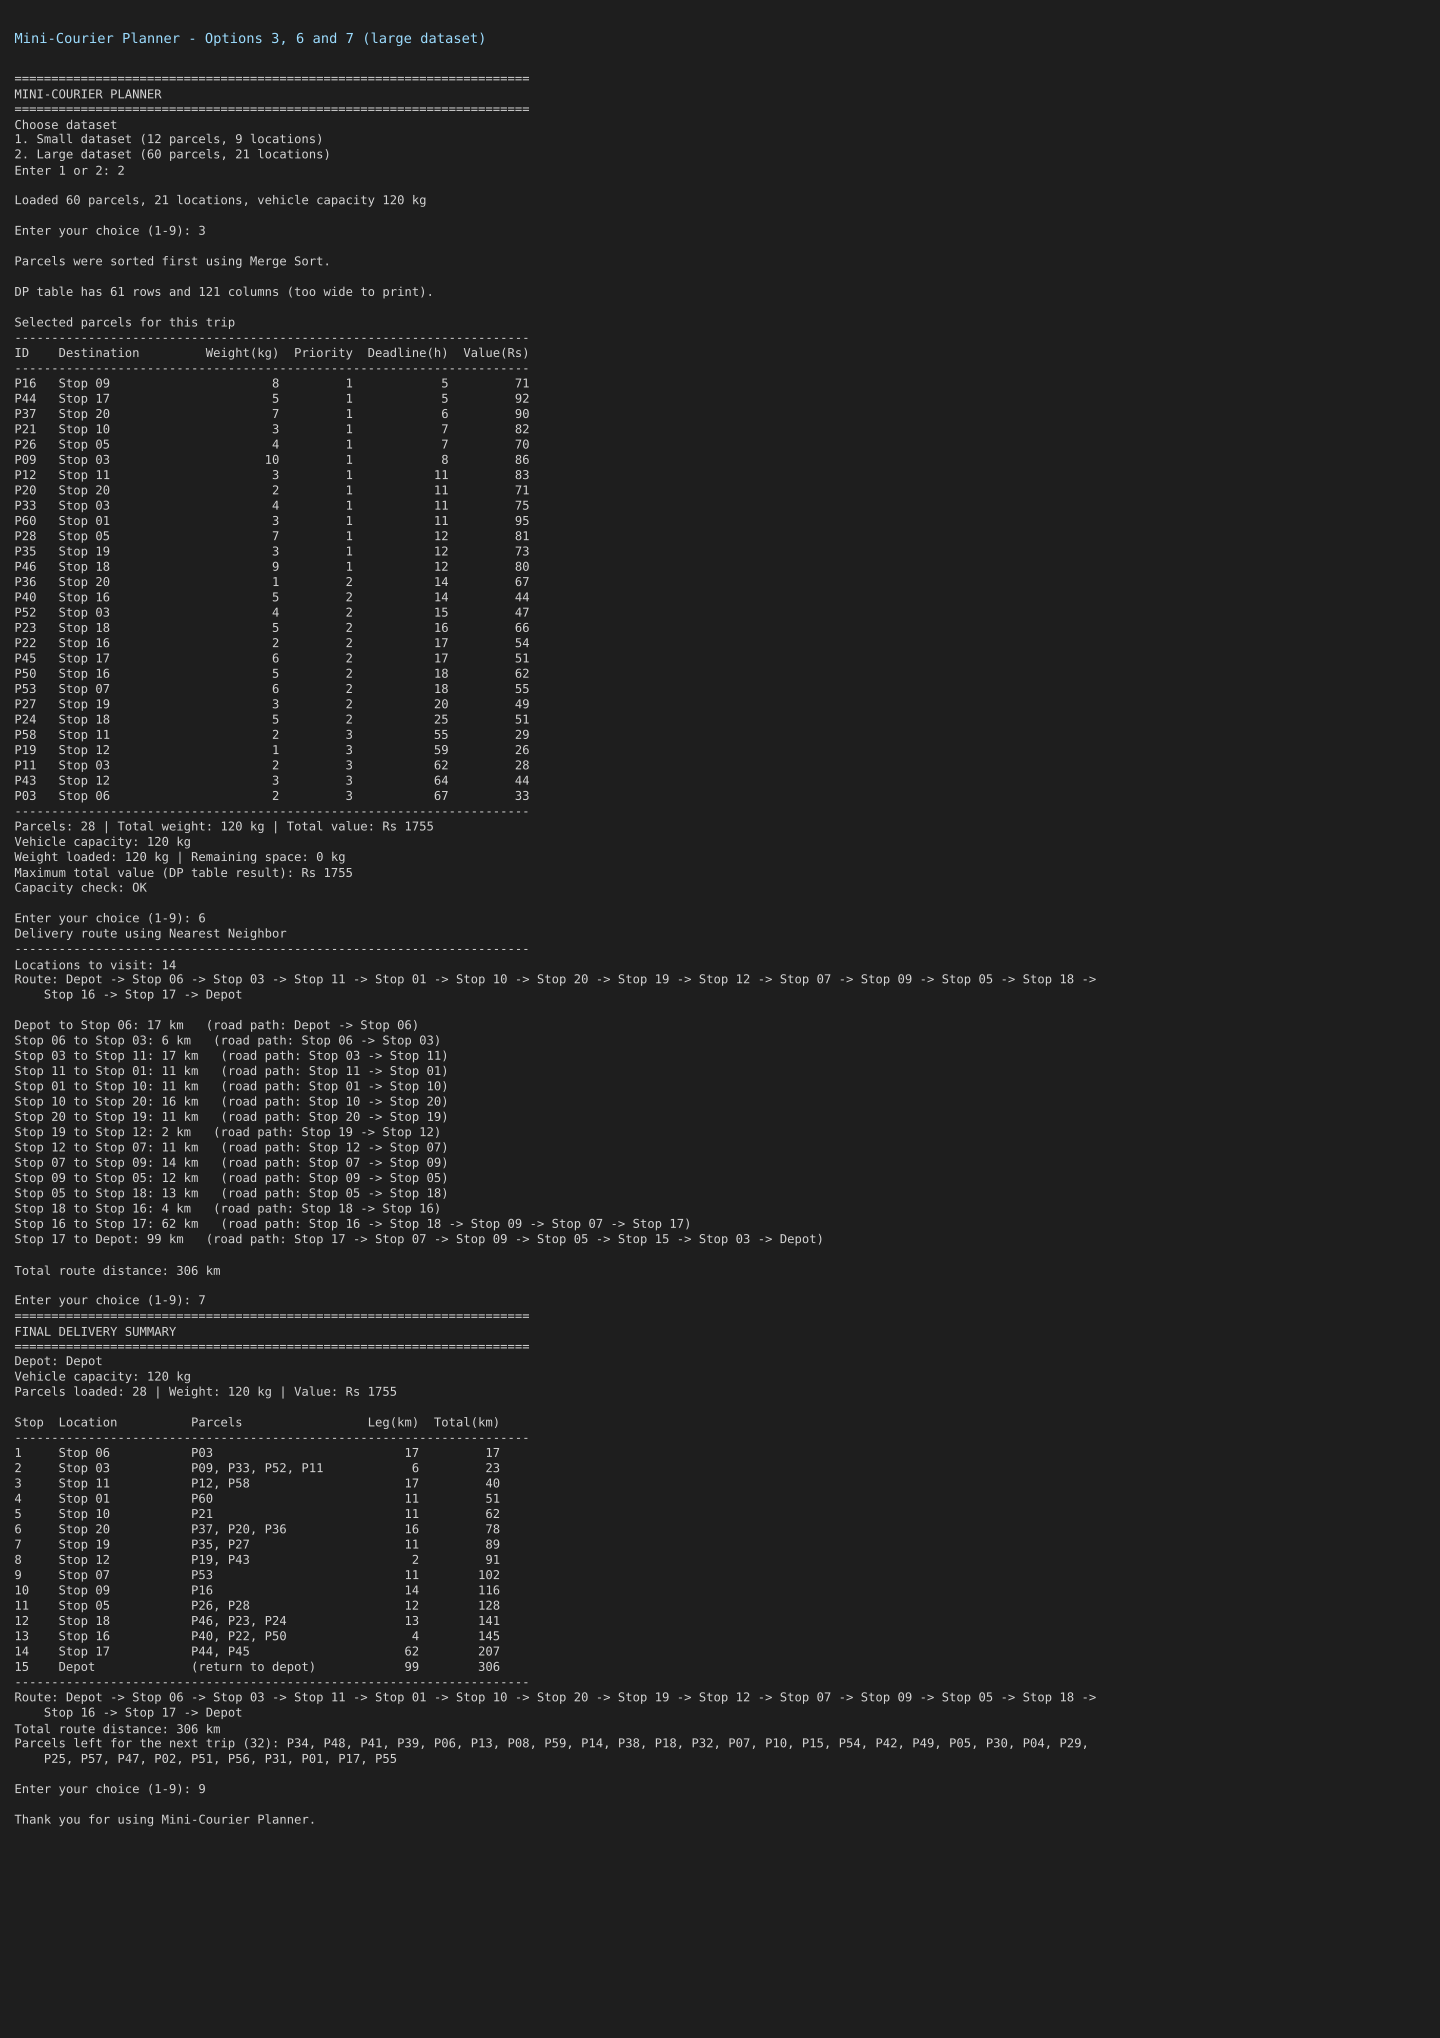 Mini-Courier Planner - Options 3, 6 and 7 (large dataset)
======================================================================
MINI-COURIER PLANNER
======================================================================
Choose dataset
1. Small dataset (12 parcels, 9 locations)
2. Large dataset (60 parcels, 21 locations)
Enter 1 or 2: 2
Loaded 60 parcels, 21 locations, vehicle capacity 120 kg
Enter your choice (1-9): 3
Parcels were sorted first using Merge Sort.
DP table has 61 rows and 121 columns (too wide to print).
Selected parcels for this trip
----------------------------------------------------------------------
ID    Destination         Weight(kg)  Priority  Deadline(h)  Value(Rs)
----------------------------------------------------------------------
P16   Stop 09                      8         1            5         71
P44   Stop 17                      5         1            5         92
P37   Stop 20                      7         1            6         90
P21   Stop 10                      3         1            7         82
P26   Stop 05                      4         1            7         70
P09   Stop 03                     10         1            8         86
P12   Stop 11                      3         1           11         83
P20   Stop 20                      2         1           11         71
P33   Stop 03                      4         1           11         75
P60   Stop 01                      3         1           11         95
P28   Stop 05                      7         1           12         81
P35   Stop 19                      3         1           12         73
P46   Stop 18                      9         1           12         80
P36   Stop 20                      1         2           14         67
P40   Stop 16                      5         2           14         44
P52   Stop 03                      4         2           15         47
P23   Stop 18                      5         2           16         66
P22   Stop 16                      2         2           17         54
P45   Stop 17                      6         2           17         51
P50   Stop 16                      5         2           18         62
P53   Stop 07                      6         2           18         55
P27   Stop 19                      3         2           20         49
P24   Stop 18                      5         2           25         51
P58   Stop 11                      2         3           55         29
P19   Stop 12                      1         3           59         26
P11   Stop 03                      2         3           62         28
P43   Stop 12                      3         3           64         44
P03   Stop 06                      2         3           67         33
----------------------------------------------------------------------
Parcels: 28 | Total weight: 120 kg | Total value: Rs 1755
Vehicle capacity: 120 kg
Weight loaded: 120 kg | Remaining space: 0 kg
Maximum total value (DP table result): Rs 1755
Capacity check: OK
Enter your choice (1-9): 6
Delivery route using Nearest Neighbor
----------------------------------------------------------------------
Locations to visit: 14
Route: Depot -> Stop 06 -> Stop 03 -> Stop 11 -> Stop 01 -> Stop 10 -> Stop 20 -> Stop 19 -> Stop 12 -> Stop 07 -> Stop 09 -> Stop 05 -> Stop 18 ->
    Stop 16 -> Stop 17 -> Depot
Depot to Stop 06: 17 km   (road path: Depot -> Stop 06)
Stop 06 to Stop 03: 6 km   (road path: Stop 06 -> Stop 03)
Stop 03 to Stop 11: 17 km   (road path: Stop 03 -> Stop 11)
Stop 11 to Stop 01: 11 km   (road path: Stop 11 -> Stop 01)
Stop 01 to Stop 10: 11 km   (road path: Stop 01 -> Stop 10)
Stop 10 to Stop 20: 16 km   (road path: Stop 10 -> Stop 20)
Stop 20 to Stop 19: 11 km   (road path: Stop 20 -> Stop 19)
Stop 19 to Stop 12: 2 km   (road path: Stop 19 -> Stop 12)
Stop 12 to Stop 07: 11 km   (road path: Stop 12 -> Stop 07)
Stop 07 to Stop 09: 14 km   (road path: Stop 07 -> Stop 09)
Stop 09 to Stop 05: 12 km   (road path: Stop 09 -> Stop 05)
Stop 05 to Stop 18: 13 km   (road path: Stop 05 -> Stop 18)
Stop 18 to Stop 16: 4 km   (road path: Stop 18 -> Stop 16)
Stop 16 to Stop 17: 62 km   (road path: Stop 16 -> Stop 18 -> Stop 09 -> Stop 07 -> Stop 17)
Stop 17 to Depot: 99 km   (road path: Stop 17 -> Stop 07 -> Stop 09 -> Stop 05 -> Stop 15 -> Stop 03 -> Depot)
Total route distance: 306 km
Enter your choice (1-9): 7
======================================================================
FINAL DELIVERY SUMMARY
======================================================================
Depot: Depot
Vehicle capacity: 120 kg
Parcels loaded: 28 | Weight: 120 kg | Value: Rs 1755
Stop  Location          Parcels                 Leg(km)  Total(km)
----------------------------------------------------------------------
1     Stop 06           P03                          17         17
2     Stop 03           P09, P33, P52, P11            6         23
3     Stop 11           P12, P58                     17         40
4     Stop 01           P60                          11         51
5     Stop 10           P21                          11         62
6     Stop 20           P37, P20, P36                16         78
7     Stop 19           P35, P27                     11         89
8     Stop 12           P19, P43                      2         91
9     Stop 07           P53                          11        102
10    Stop 09           P16                          14        116
11    Stop 05           P26, P28                     12        128
12    Stop 18           P46, P23, P24                13        141
13    Stop 16           P40, P22, P50                 4        145
14    Stop 17           P44, P45                     62        207
15    Depot             (return to depot)            99        306
----------------------------------------------------------------------
Route: Depot -> Stop 06 -> Stop 03 -> Stop 11 -> Stop 01 -> Stop 10 -> Stop 20 -> Stop 19 -> Stop 12 -> Stop 07 -> Stop 09 -> Stop 05 -> Stop 18 ->
    Stop 16 -> Stop 17 -> Depot
Total route distance: 306 km
Parcels left for the next trip (32): P34, P48, P41, P39, P06, P13, P08, P59, P14, P38, P18, P32, P07, P10, P15, P54, P42, P49, P05, P30, P04, P29,
    P25, P57, P47, P02, P51, P56, P31, P01, P17, P55
Enter your choice (1-9): 9
Thank you for using Mini-Courier Planner.